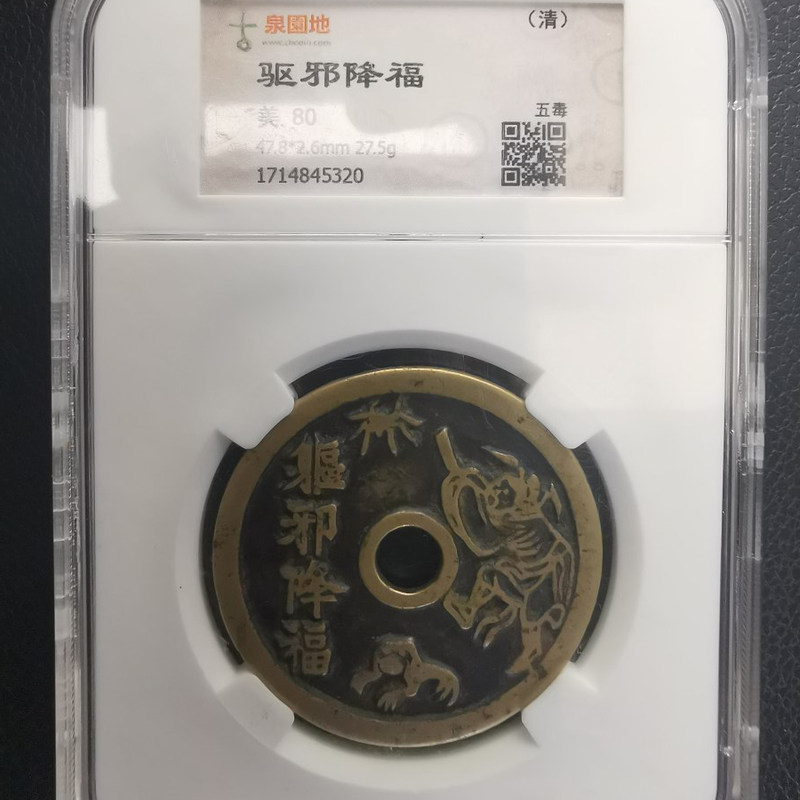 泉園地
（清）
驱邪降福
美 80
五毒
47.8*2.6mm 27.5g
1714845320
驅邪降福